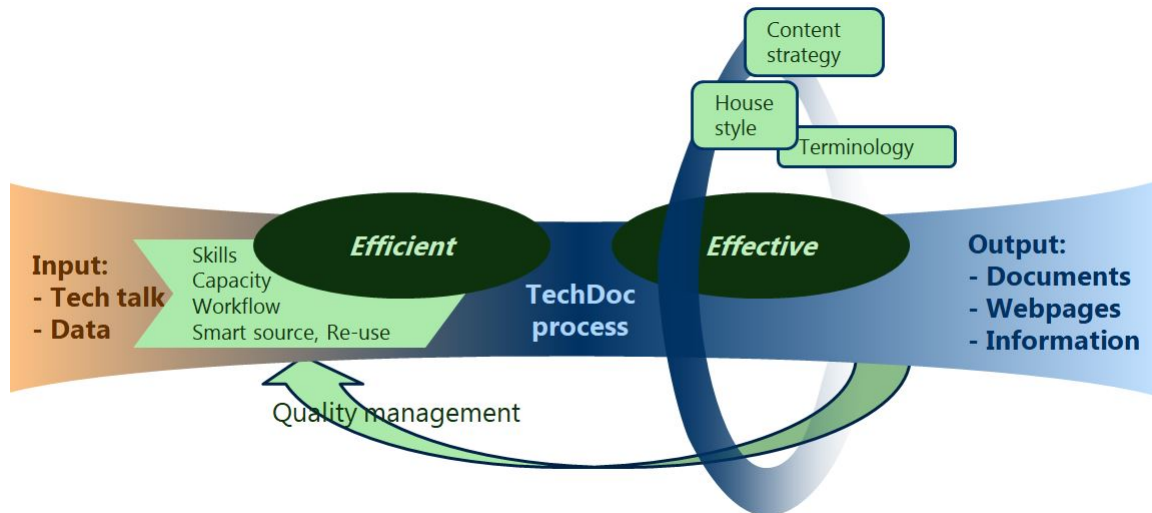 Content
strategy
House
style
Terminology
Efficient
Effective
Input:
- Tech talk
- Data
Skills
Capacity
Workflow
Smart source, Re-use
TechDoc
process
Output:
- Documents
- Webpages
- Information
Quality management